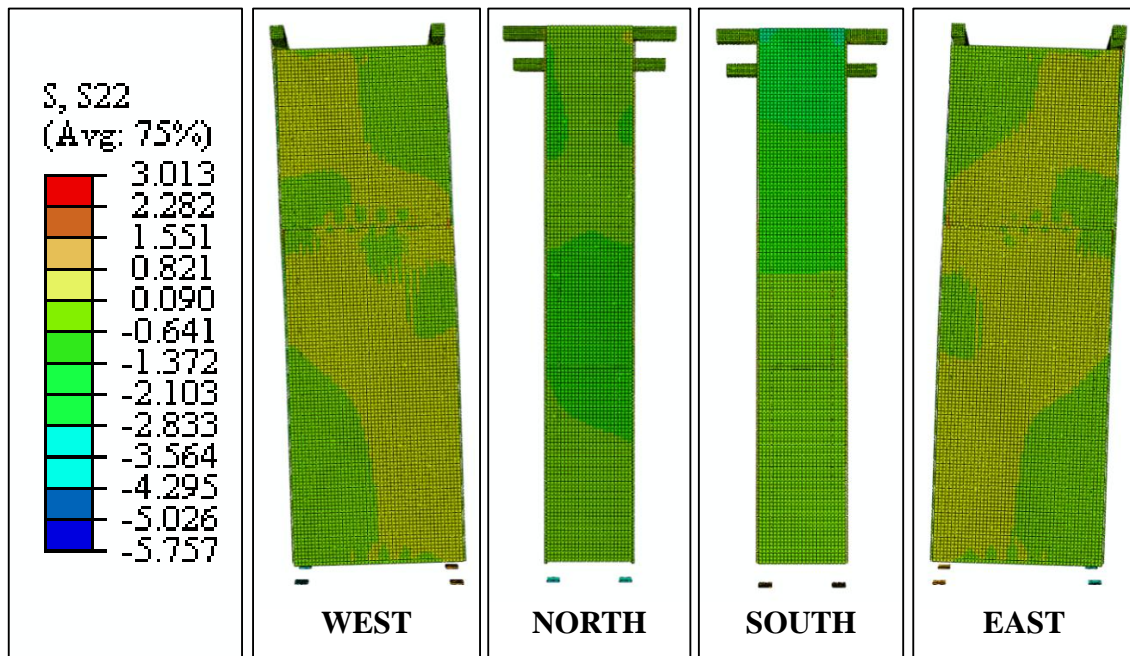 S, S22
(Avg: 75%)
3.013
2.282
1.551
0.821
0.090
-0.641
-1.372
-2.103
-2.833
-3.564
-4.295
-5.026
-5.757
WEST
NORTH
SOUTH
EAST